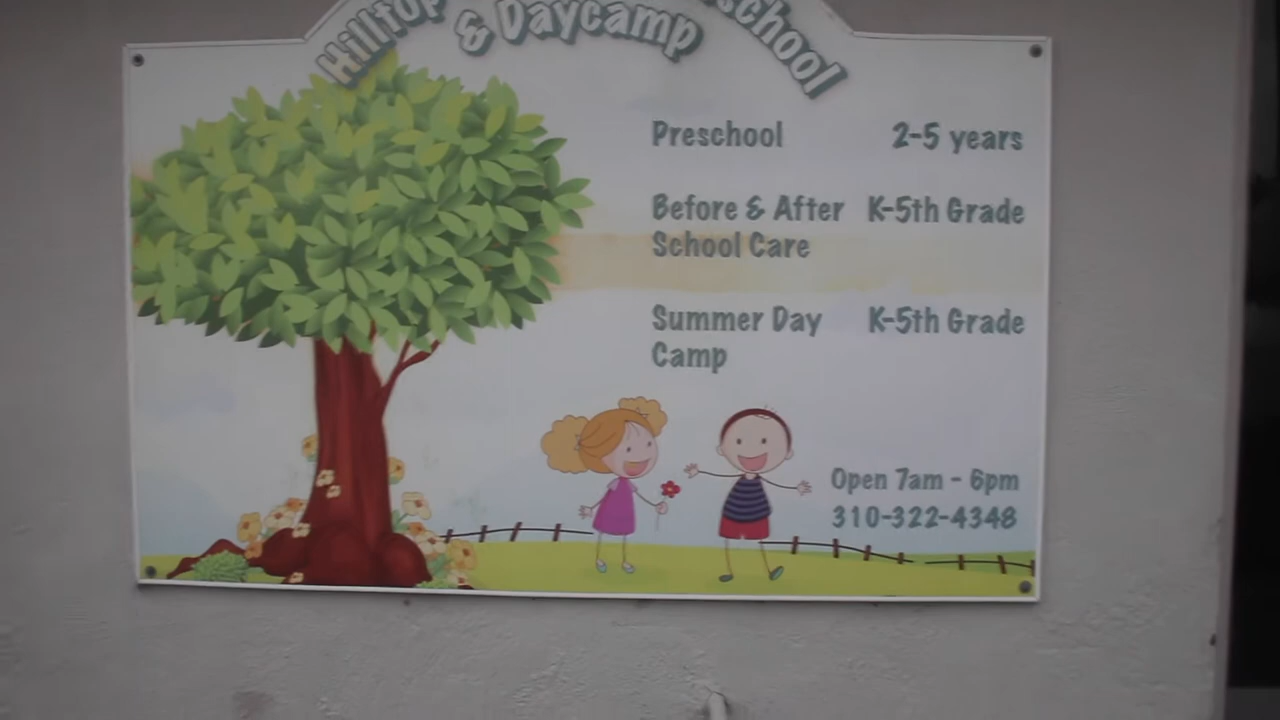 Hilltop
& Daycamp
Preschool 2-5 years
Before & After K-5th Grade
School Care
Summer Day K-5th Grade
Camp
Open 7am - 6pm
310-322-4348